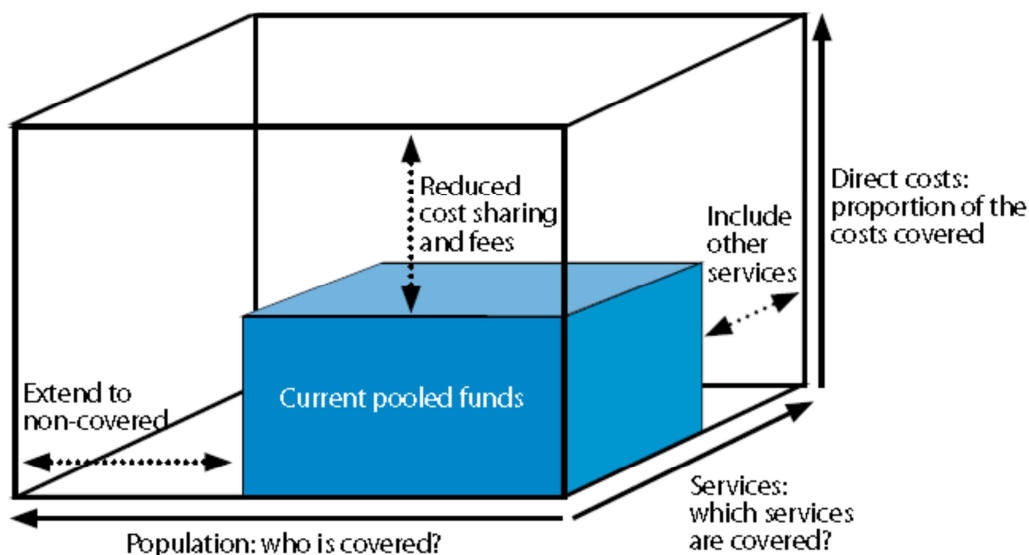 Reduced
cost sharing
and fees
Include
other
services
Direct costs:
proportion of the
costs covered
Extend to
non-covered
Current pooled funds
Services:
which services
are covered?
Population: who is covered?